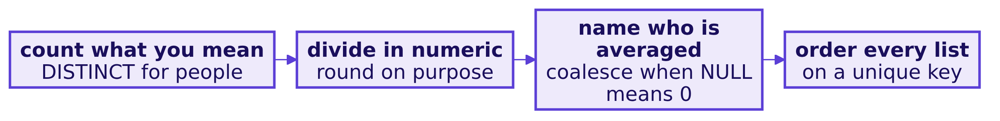 count what you mean
DISTINCT for people
divide in numeric
round on purpose
name who is
averaged
coalesce when NULL
means 0
order every list
on a unique key